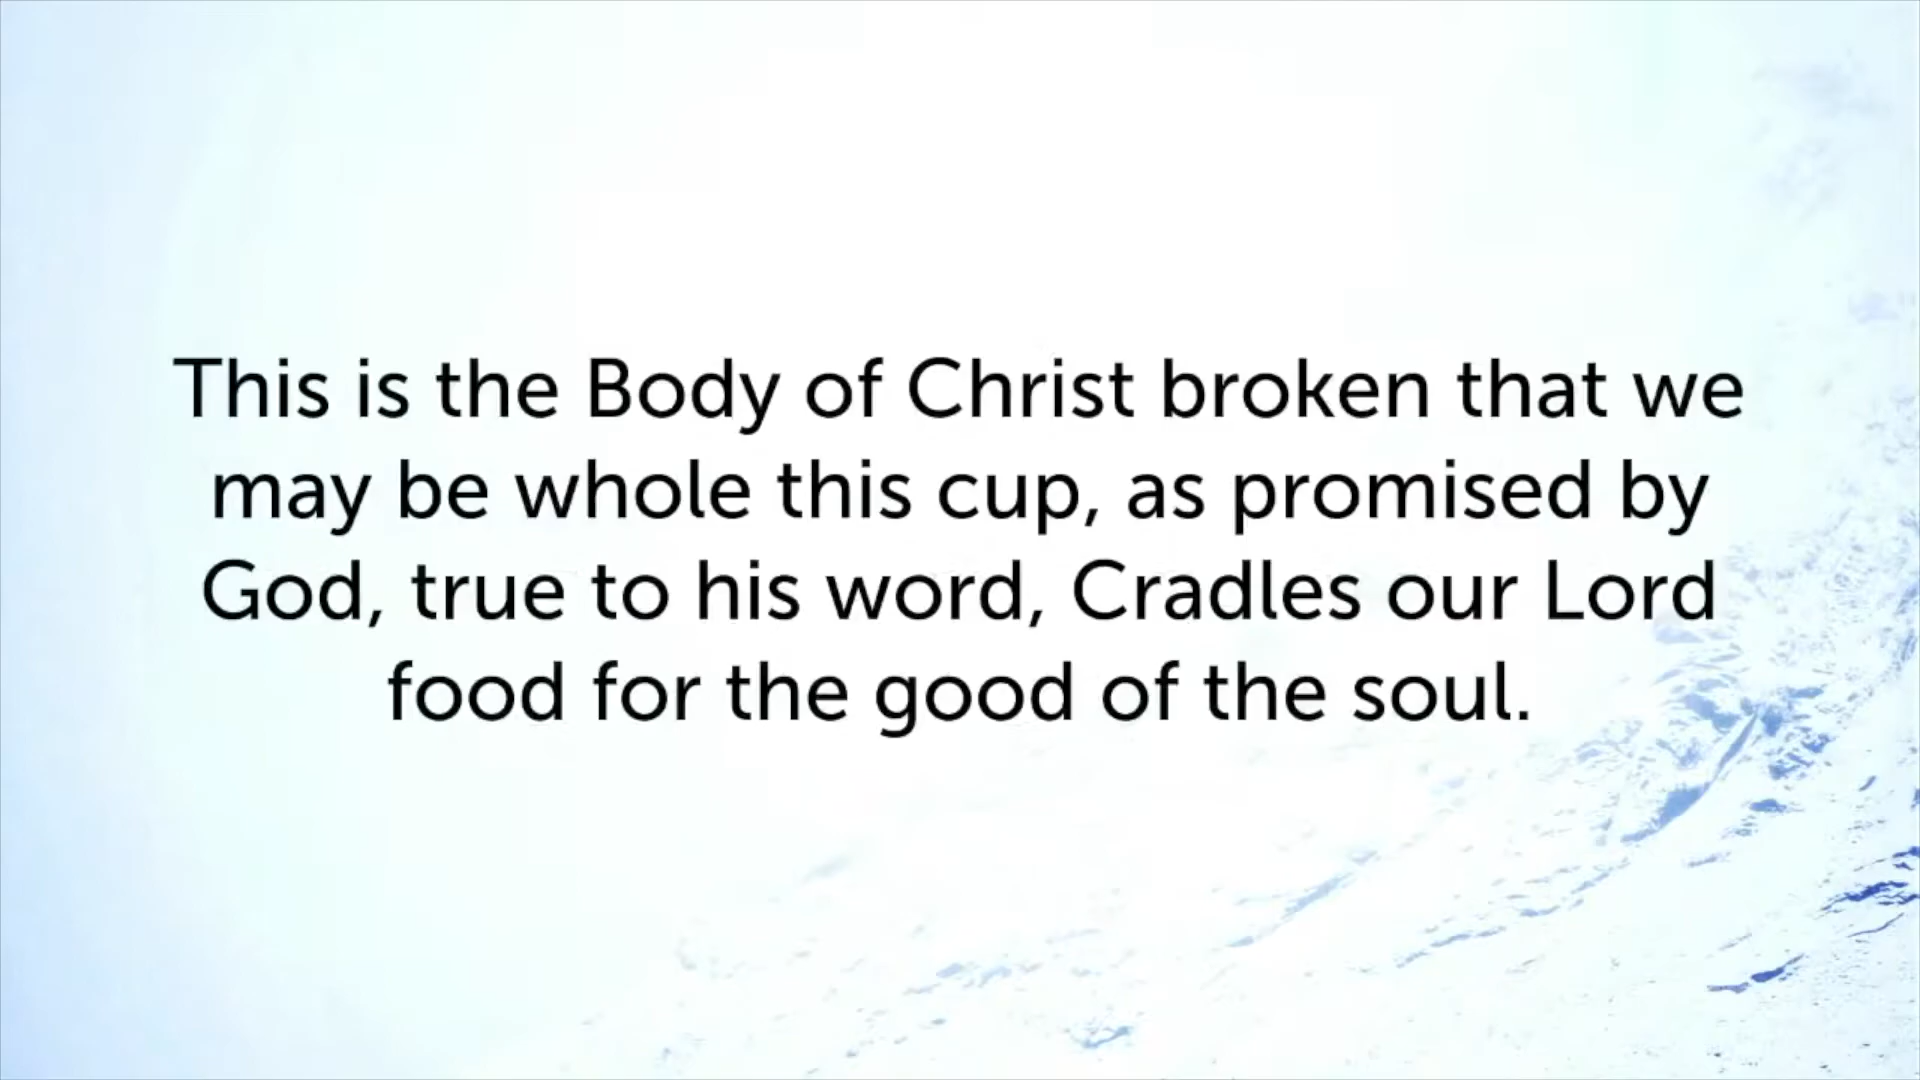 This is the Body of Christ broken that we
may be whole this cup, as promised by
God, true to his word, Cradles our Lord
food for the good of the soul.